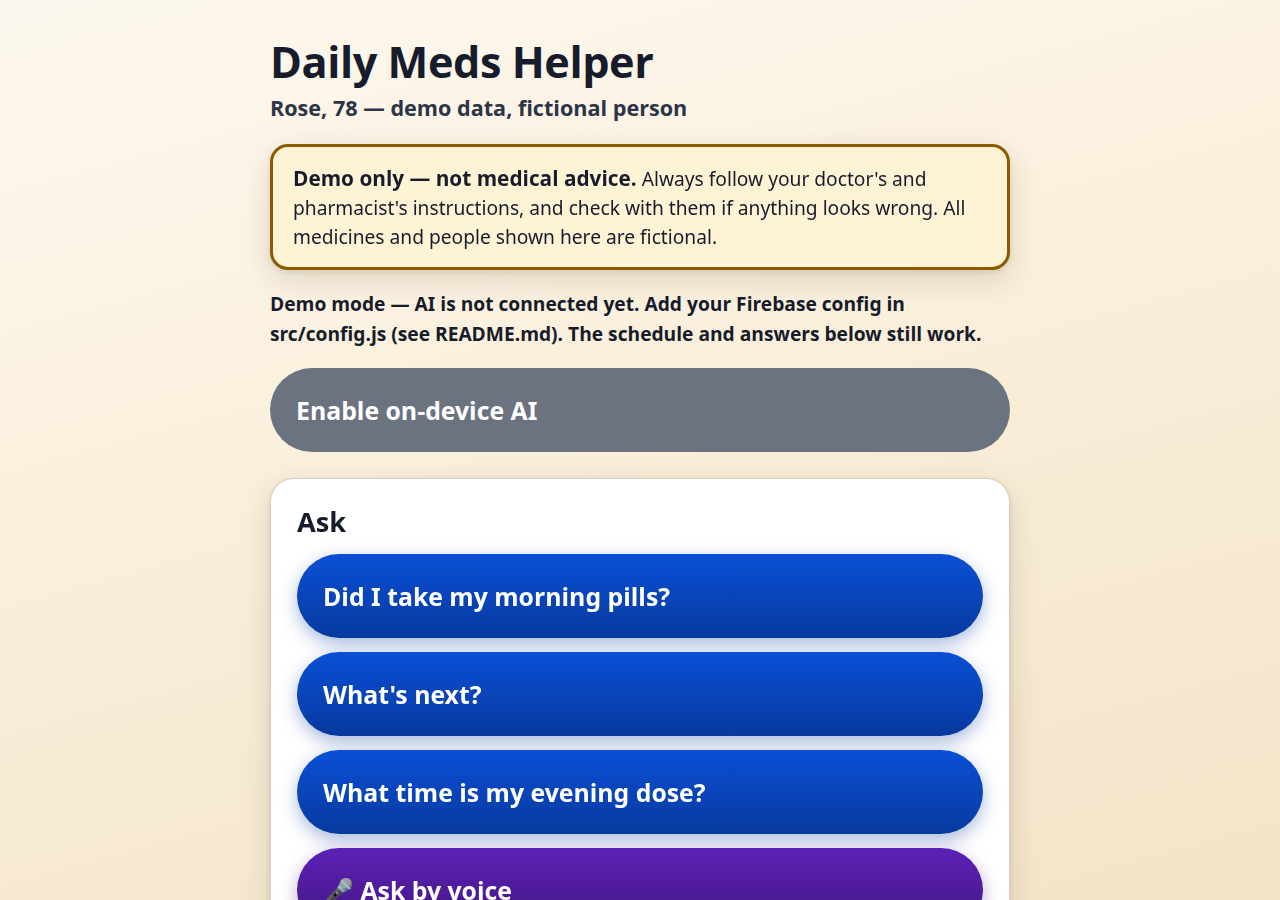 Daily Meds Helper
Rose, 78 — demo data, fictional person
Demo only — not medical advice. Always follow your doctor's and
pharmacist's instructions, and check with them if anything looks wrong. All
medicines and people shown here are fictional.
Demo mode — AI is not connected yet. Add your Firebase config in
src/config.js (see README.md). The schedule and answers below still work.
Enable on-device AI
Ask
Did I take my morning pills?
What's next?
What time is my evening dose?
🎤 Ask by voice